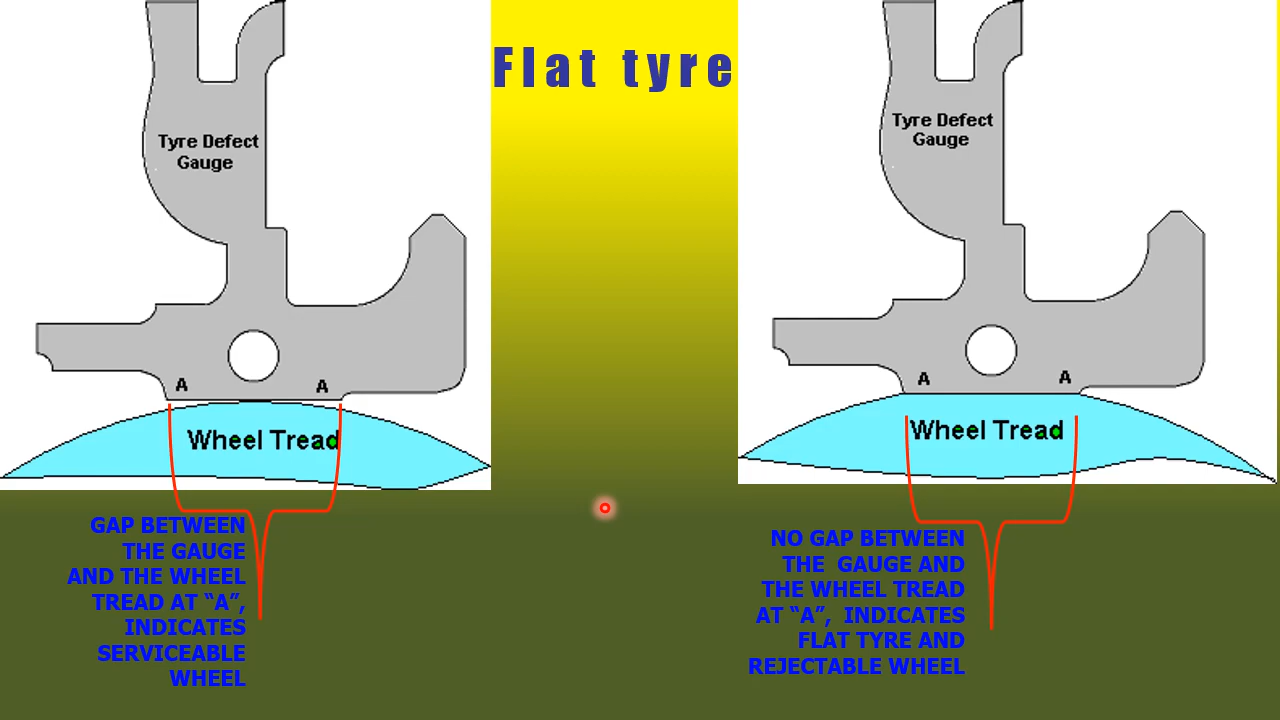 Flat tyre
Tyre Defect
Gauge
A
A
Wheel Tread
GAP BETWEEN
THE GAUGE
AND THE WHEEL
TREAD AT “A”,
INDICATES
SERVICEABLE
WHEEL
Tyre Defect
Gauge
A
A
Wheel Tread
NO GAP BETWEEN
THE GAUGE AND
THE WHEEL TREAD
AT “A”, INDICATES
FLAT TYRE AND
REJECTABLE WHEEL